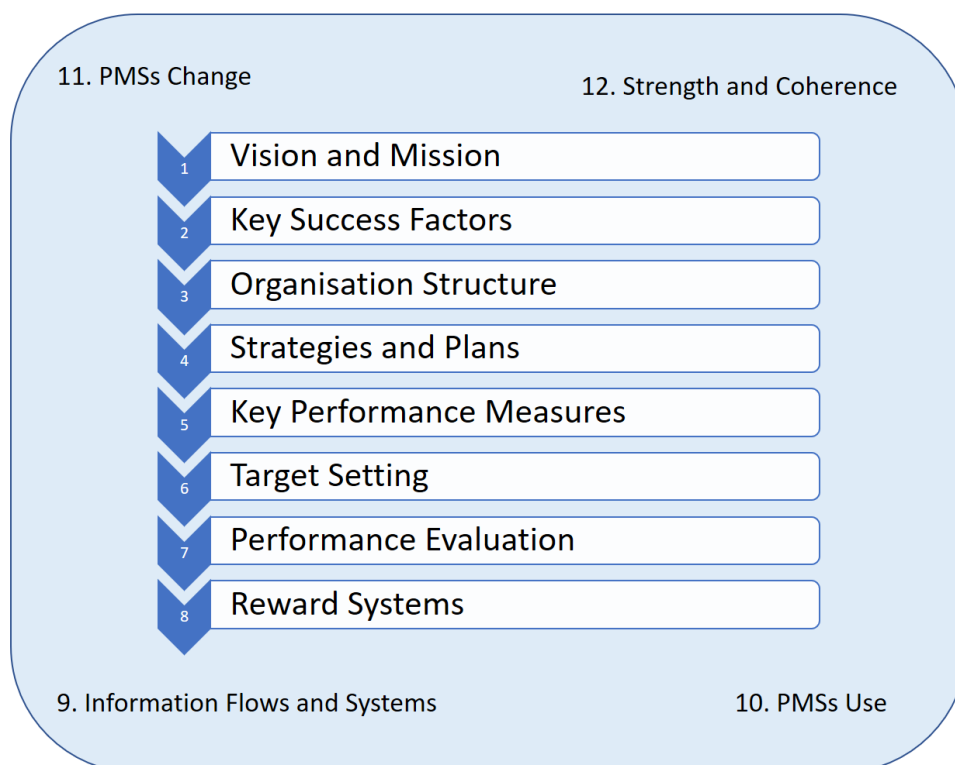 11. PMSs Change
12. Strength and Coherence
1
Vision and Mission
2
Key Success Factors
3
Organisation Structure
4
Strategies and Plans
5
Key Performance Measures
6
Target Setting
7
Performance Evaluation
8
Reward Systems
9. Information Flows and Systems
10. PMSs Use